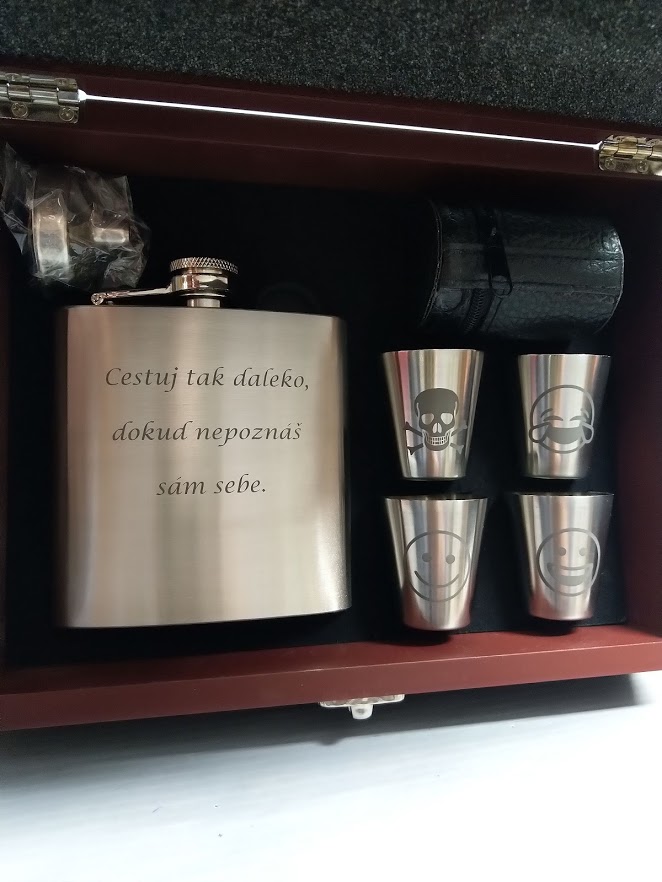 Cestuj tak daleko,
dokud nepoznáš
sám sebe.